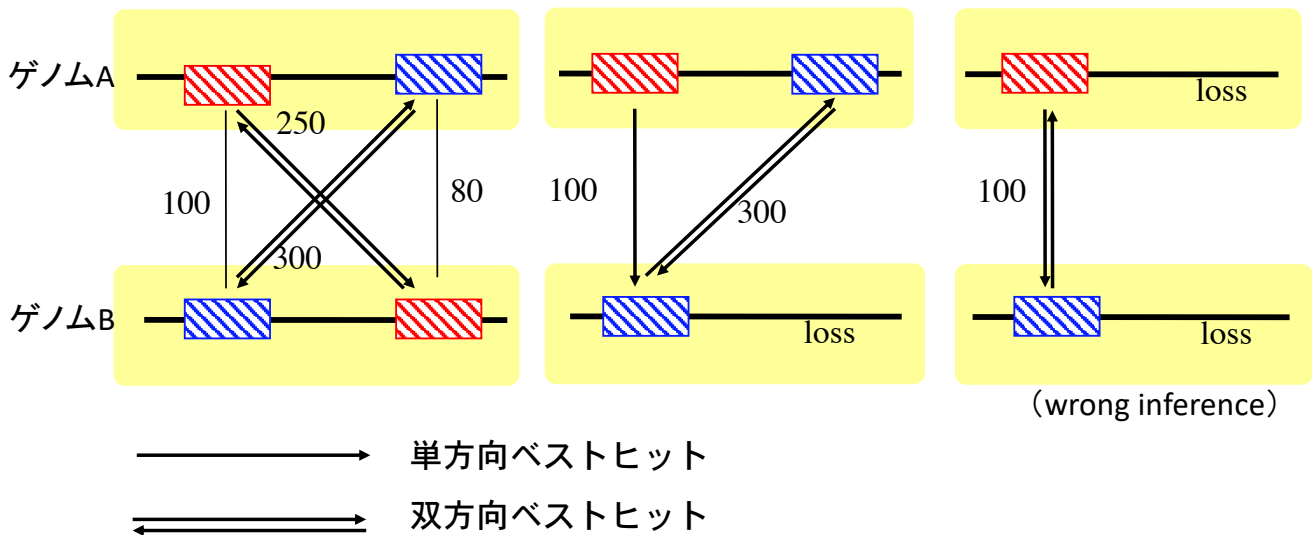 ゲノムA
loss
250
100
80
100
300
100
300
ゲノムB
loss
loss
(wrong inference)
単方向ベストヒット
双方向ベストヒット